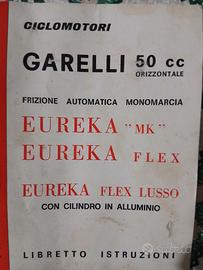 CICLOMOTORI
GARELLI 50 cc
ORIZZONTALE
FRIZIONE AUTOMATICA MONOMARCIA
EUREKA "MK"
EUREKA FLEX
EUREKA FLEX LUSSO
CON CILINDRO IN ALLUMINIO
LIBRETTO ISTRUZIONI
subito